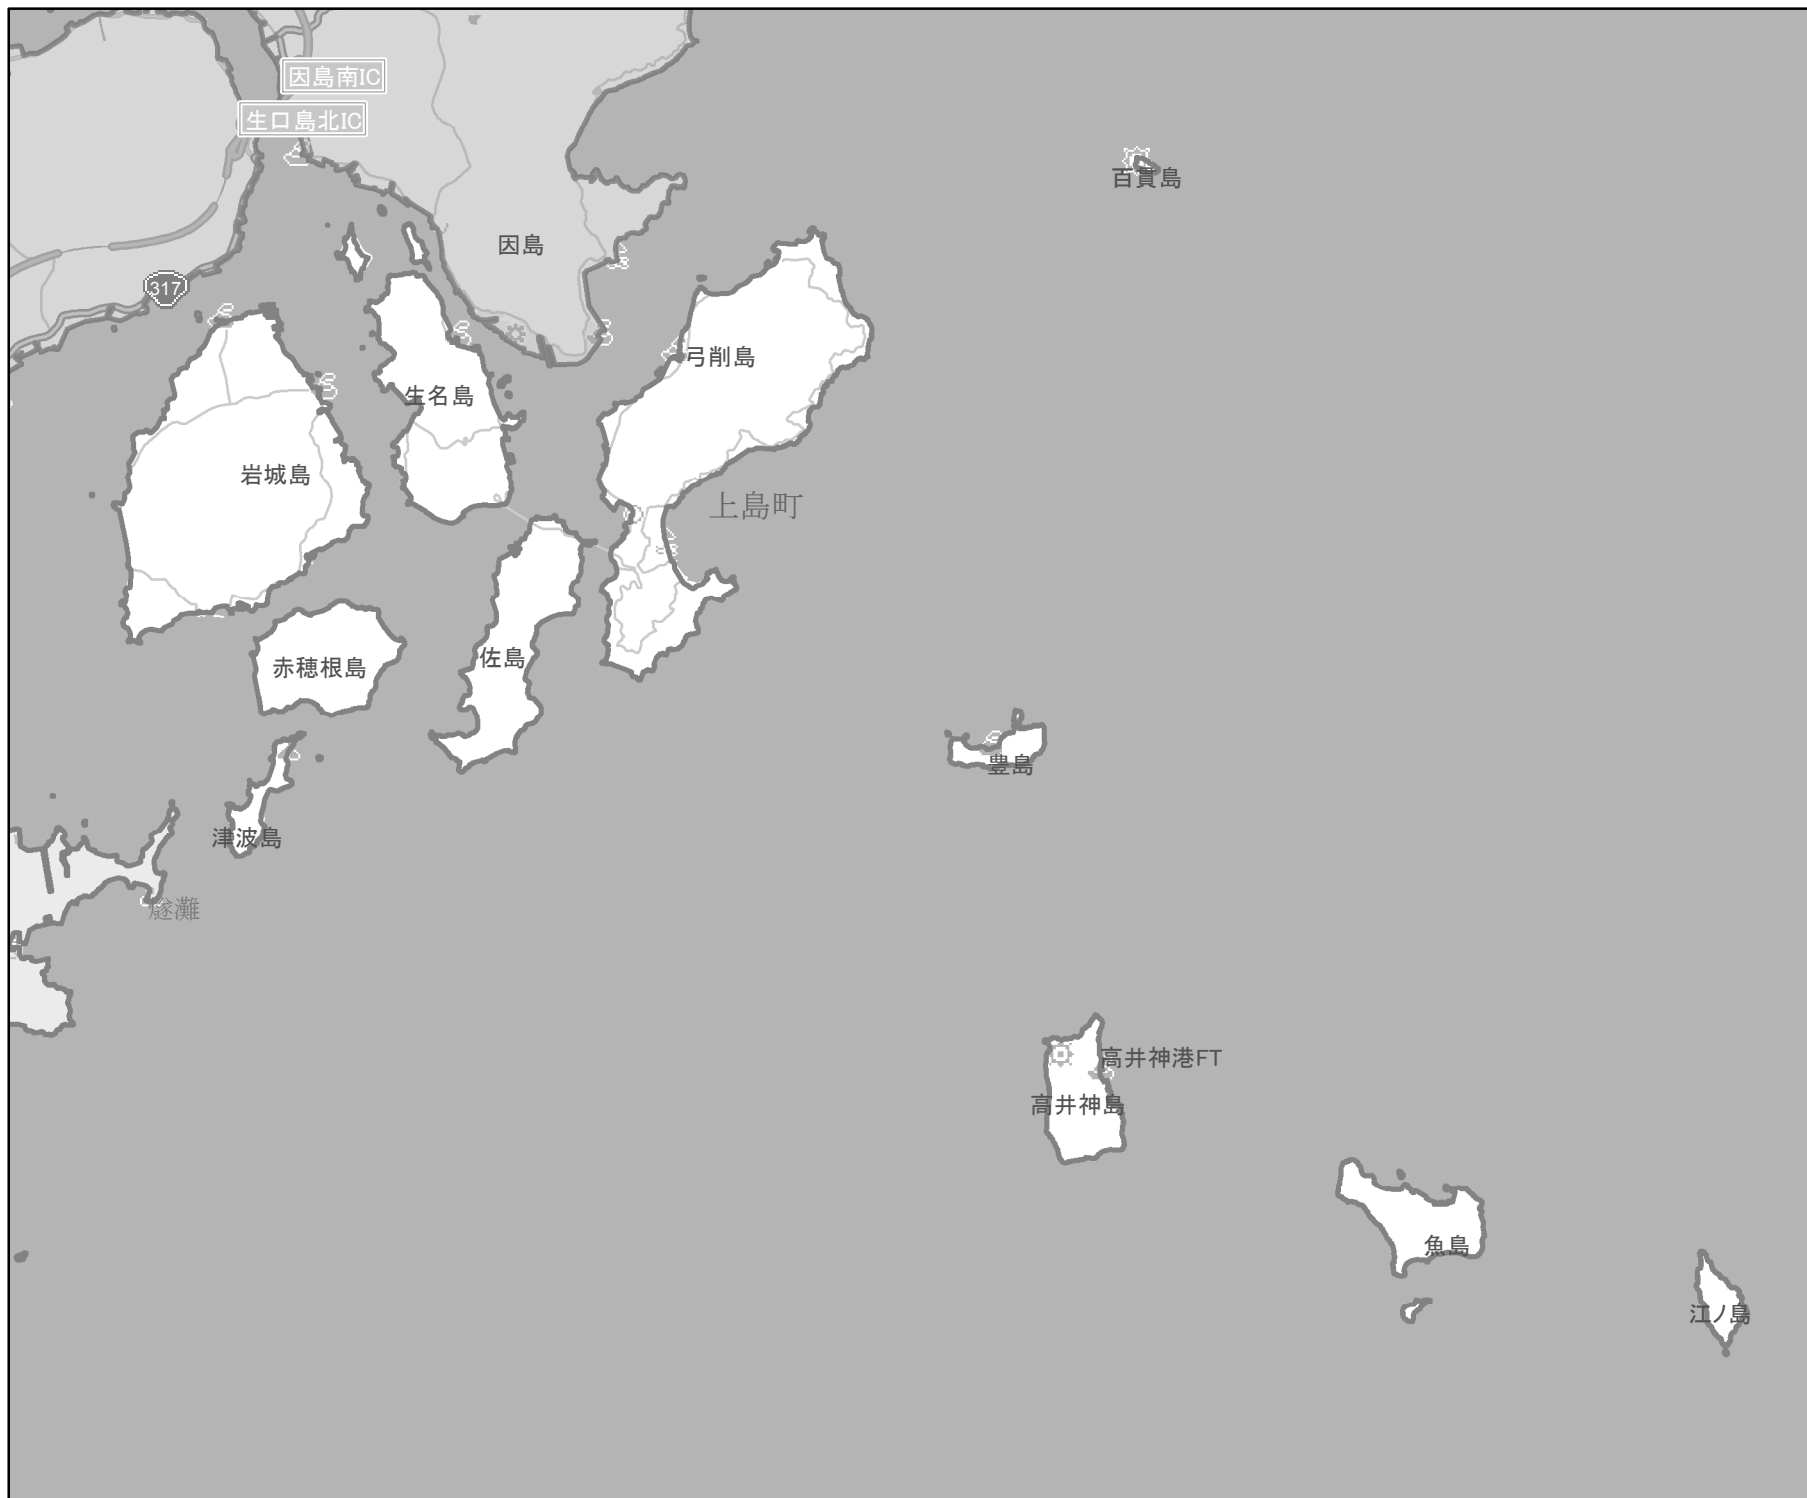 因島南IC
生口島北IC
百貫島
因島
317
弓削島
生名島
岩城島
上島町
佐島
赤穂根島
豊島
津波島
燧灘
高井神港FT
高井神島
魚島
江ノ島